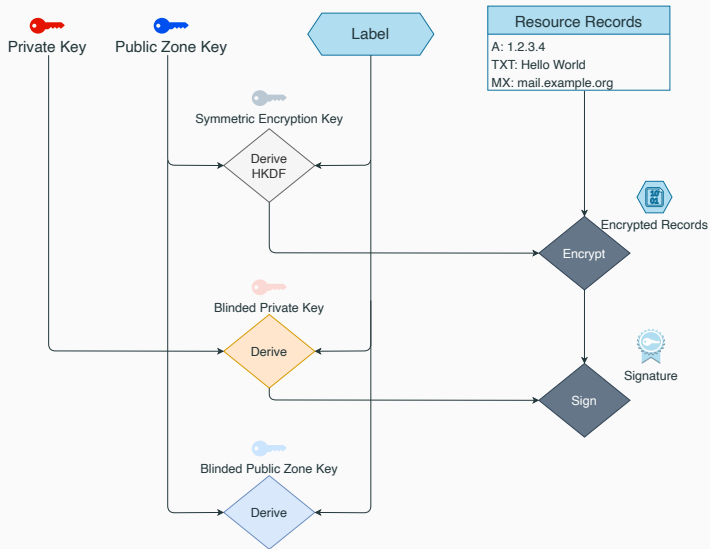 Private Key
Public Zone Key
Label
Resource Records
A: 1.2.3.4
TXT: Hello World
MX: mail.example.org
Symmetric Encryption Key
Derive
HKDF
10
01
Encrypted Records
Encrypt
Blinded Private Key
Derive
Signature
Sign
Blinded Public Zone Key
Derive